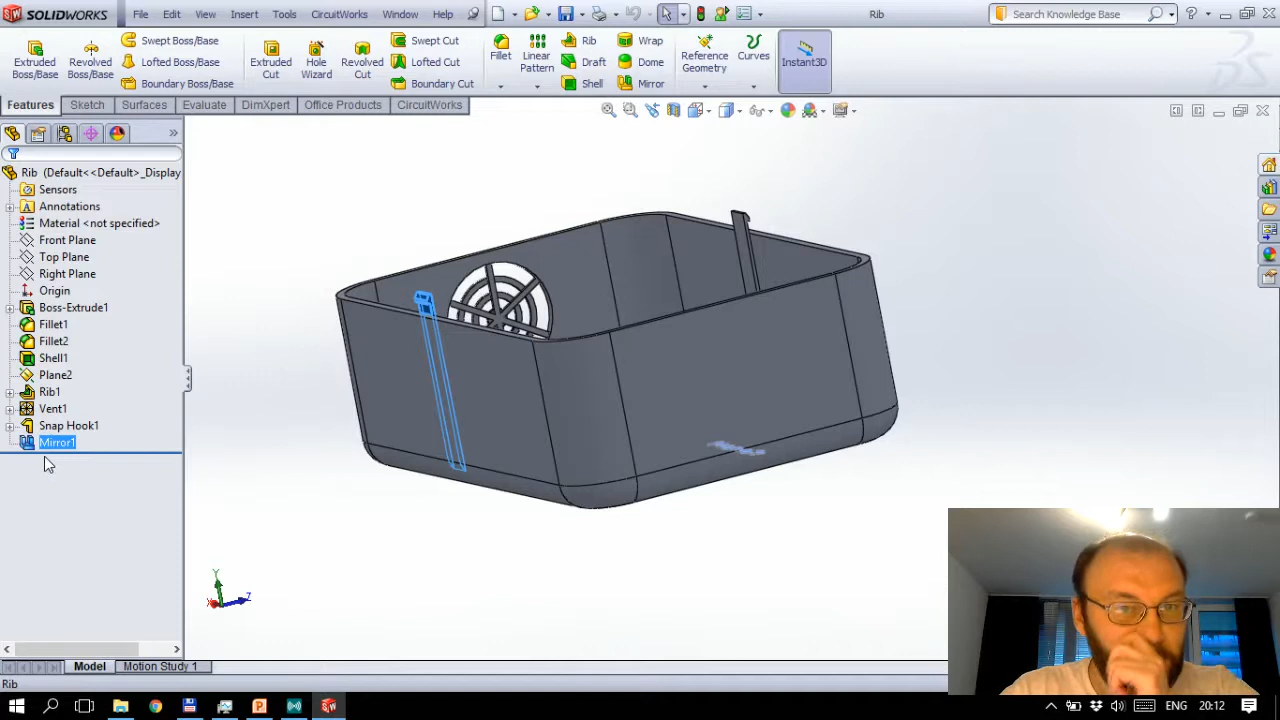 SOLIDWORKS File Edit View Insert Tools CircuitWorks Window Help Rib Search Knowledge Base
Extruded Boss/Base
Revolved Boss/Base
Swept Boss/Base
Lofted Boss/Base
Boundary Boss/Base
Extruded Cut
Hole Wizard
Revolved Cut
Swept Cut
Lofted Cut
Boundary Cut
Fillet
Linear Pattern
Rib
Draft
Shell
Wrap
Dome
Mirror
Reference Geometry
Curves
Instant3D
Features Sketch Surfaces Evaluate DimXpert Office Products CircuitWorks
Rib (Default<<Default>_Display
Sensors
Annotations
Material <not specified>
Front Plane
Top Plane
Right Plane
Origin
Boss-Extrude1
Fillet1
Fillet2
Shell1
Plane2
Rib1
Vent1
Snap Hook1
Mirror1
Y
X
Z
Model Motion Study 1
Rib
ENG 20:12